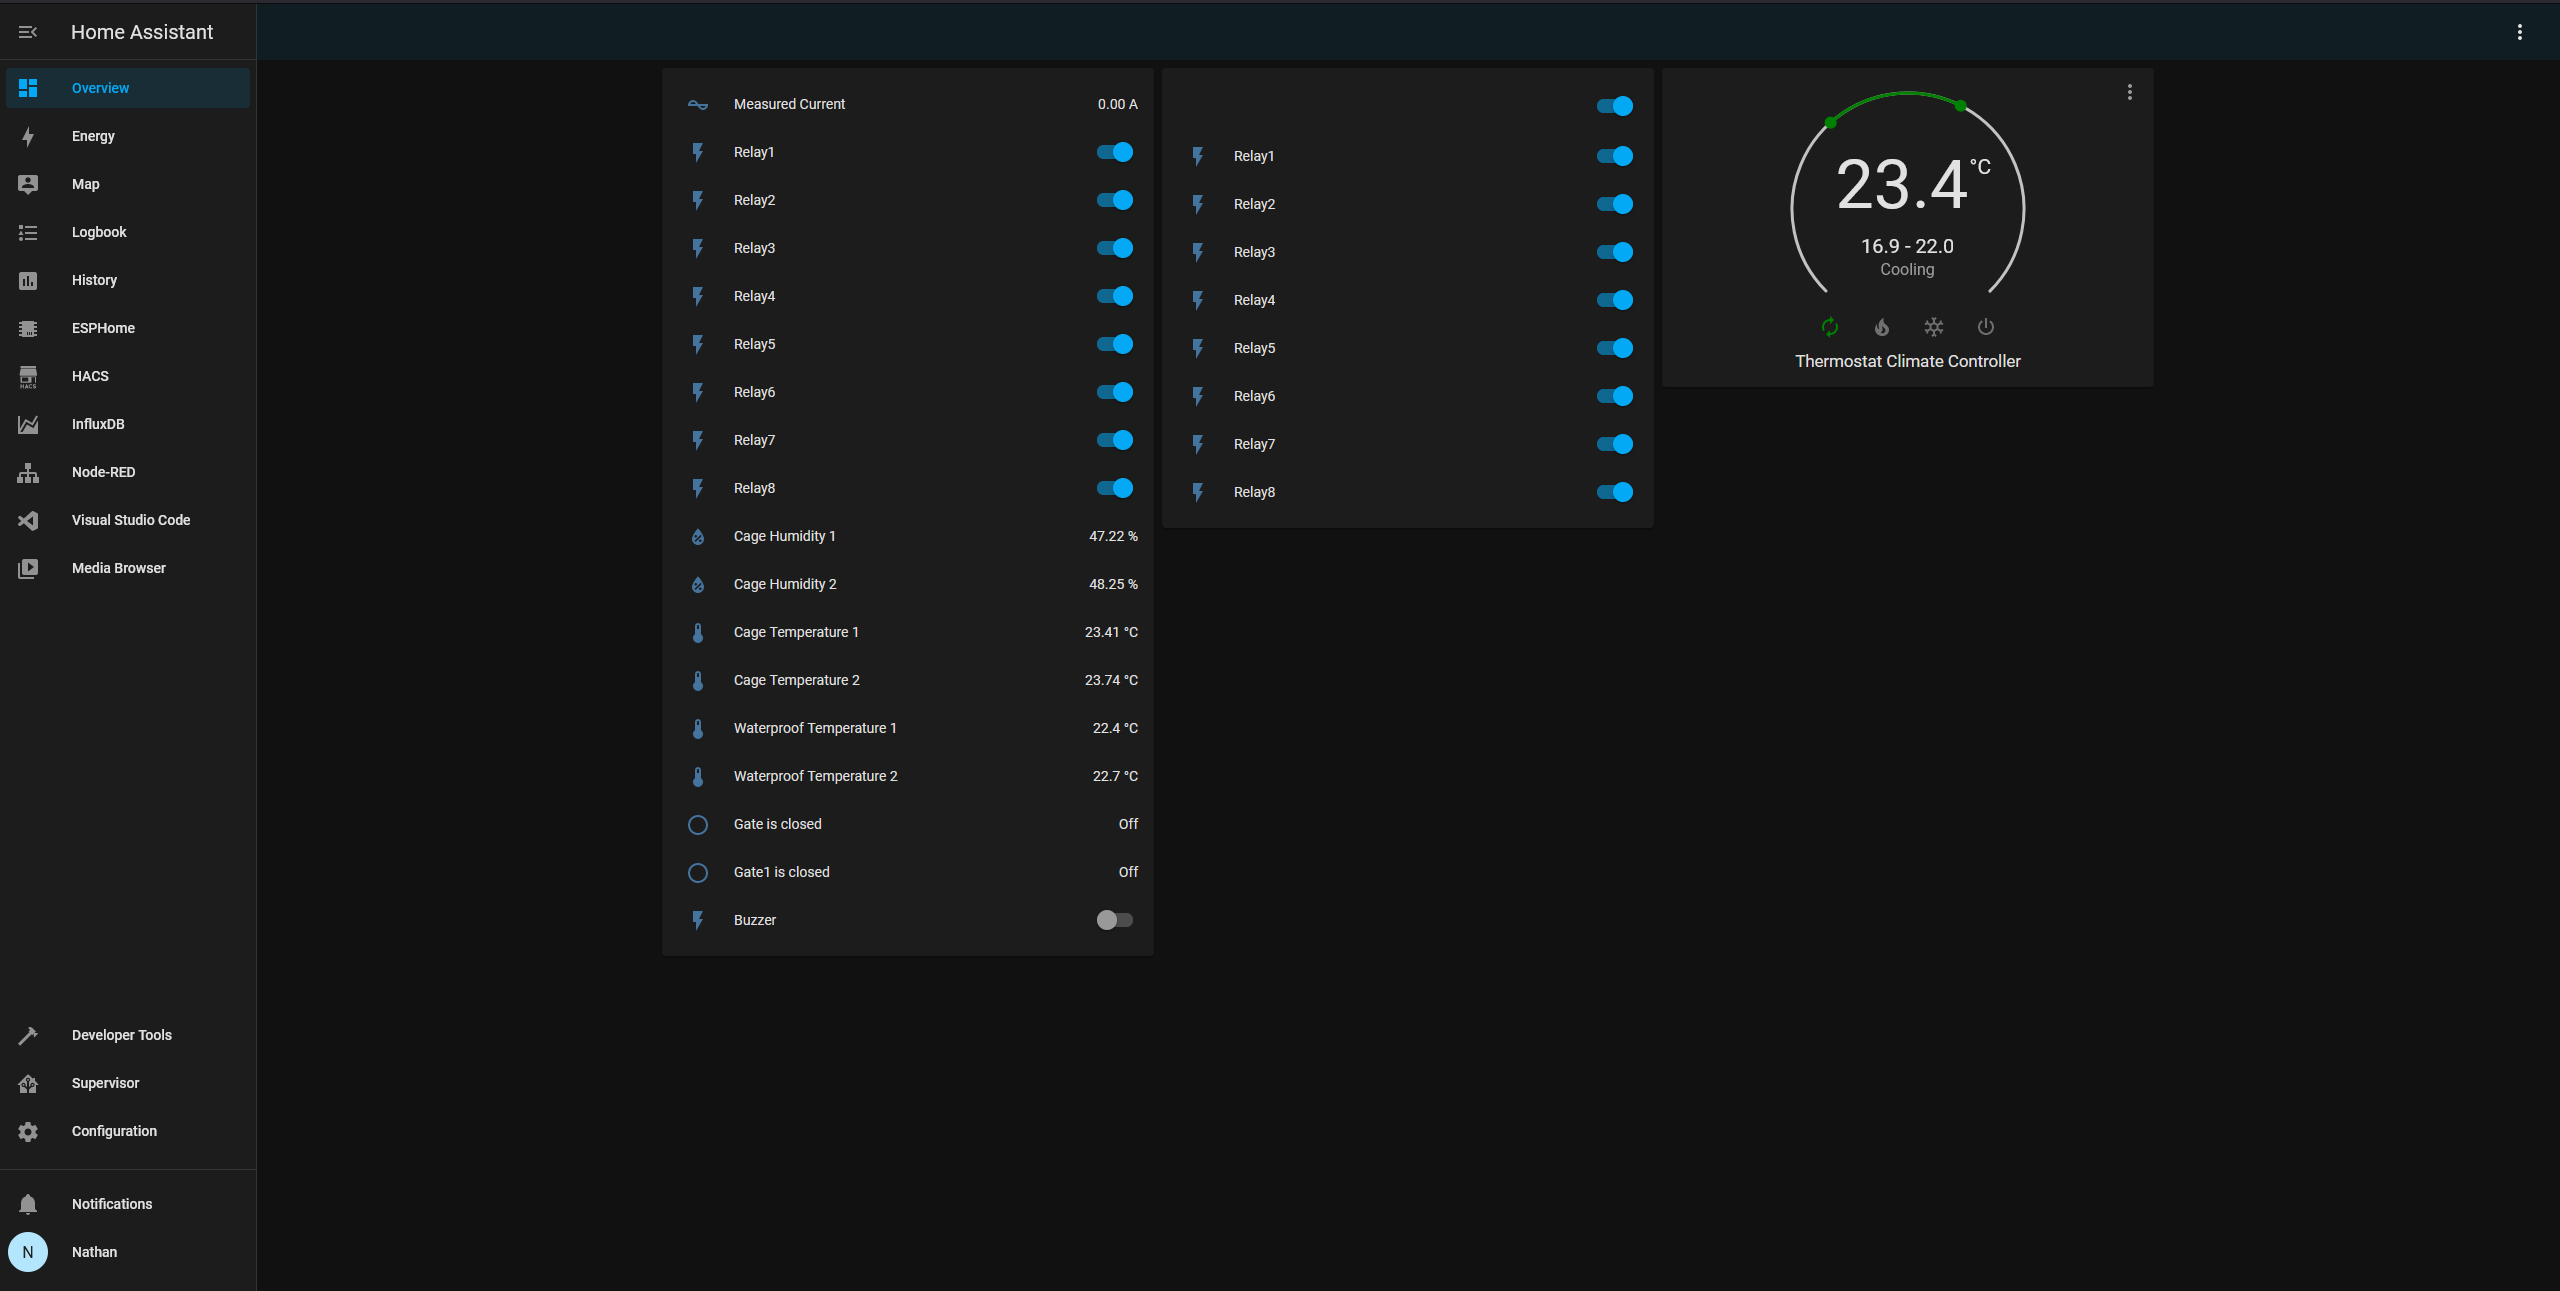 Home Assistant
Overview
Energy
Map
Logbook
History
ESPHome
HACS
HACS
InfluxDB
Node-RED
Visual Studio Code
Media Browser
Developer Tools
Supervisor
Configuration
Notifications
N Nathan
Measured Current 0.00 A
Relay1
Relay2
Relay3
Relay4
Relay5
Relay6
Relay7
Relay8
Cage Humidity 1 47.22 %
Cage Humidity 2 48.25 %
Cage Temperature 1 23.41 °C
Cage Temperature 2 23.74 °C
Waterproof Temperature 1 22.4 °C
Waterproof Temperature 2 22.7 °C
Gate is closed Off
Gate1 is closed Off
Buzzer
Relay1
Relay2
Relay3
Relay4
Relay5
Relay6
Relay7
Relay8
23.4 °C
16.9 - 22.0
Cooling
Thermostat Climate Controller